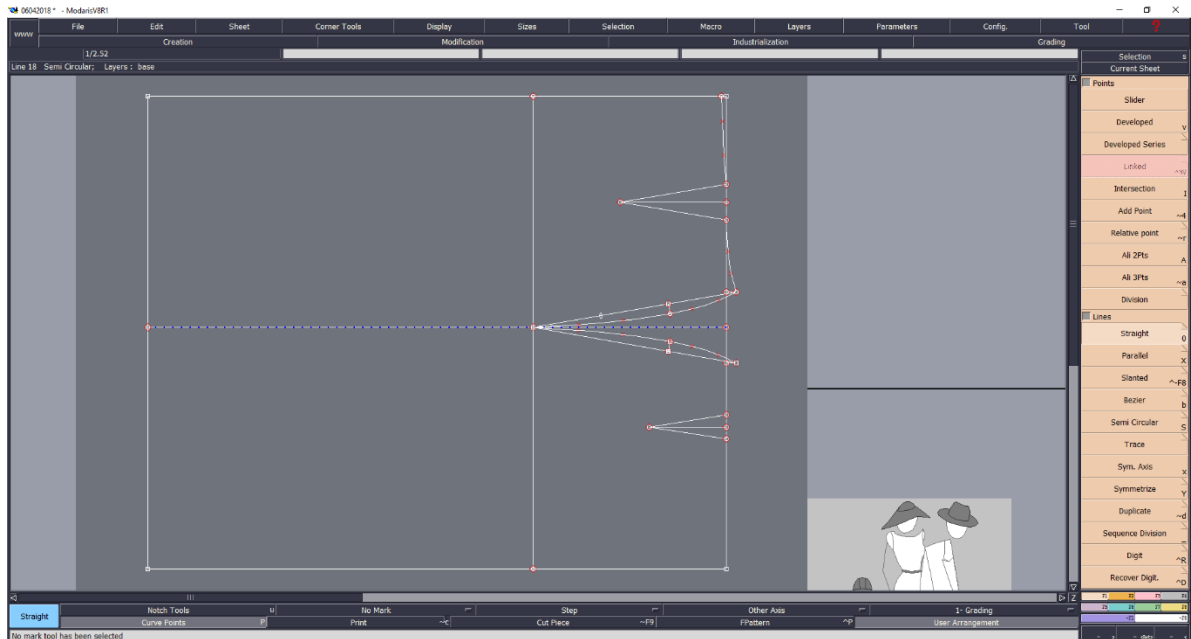 06042018 * - ModarisV8R1
www File Edit Sheet Corner Tools Display Sizes Selection Macro Layers Parameters Config. Tool ?
Creation Modification Industrialization Grading
1/2.52
Selection s
Line 18 Semi Circular; Layers : base
Current Sheet
Points
Slider
Developed v
Developed Series
Linked ~w
Intersection I
Add Point ~4
Relative point ~r
Ali 2Pts A
Ali 3Pts ~a
Division
Lines
Straight 0
Parallel X
Slanted ^~F8
Bezier b
Semi Circular S
Trace
Sym. Axis x
Symmetrize Y
Duplicate ~d
Sequence Division _
Digit ^R
Recover Digit. ^D
Z
Straight
Notch Tools u No Mark Step Other Axis 1- Grading
Curve Points P Print ~c Cut Piece ~F9 FPattern ^P User Arrangement
No mark tool has been selected